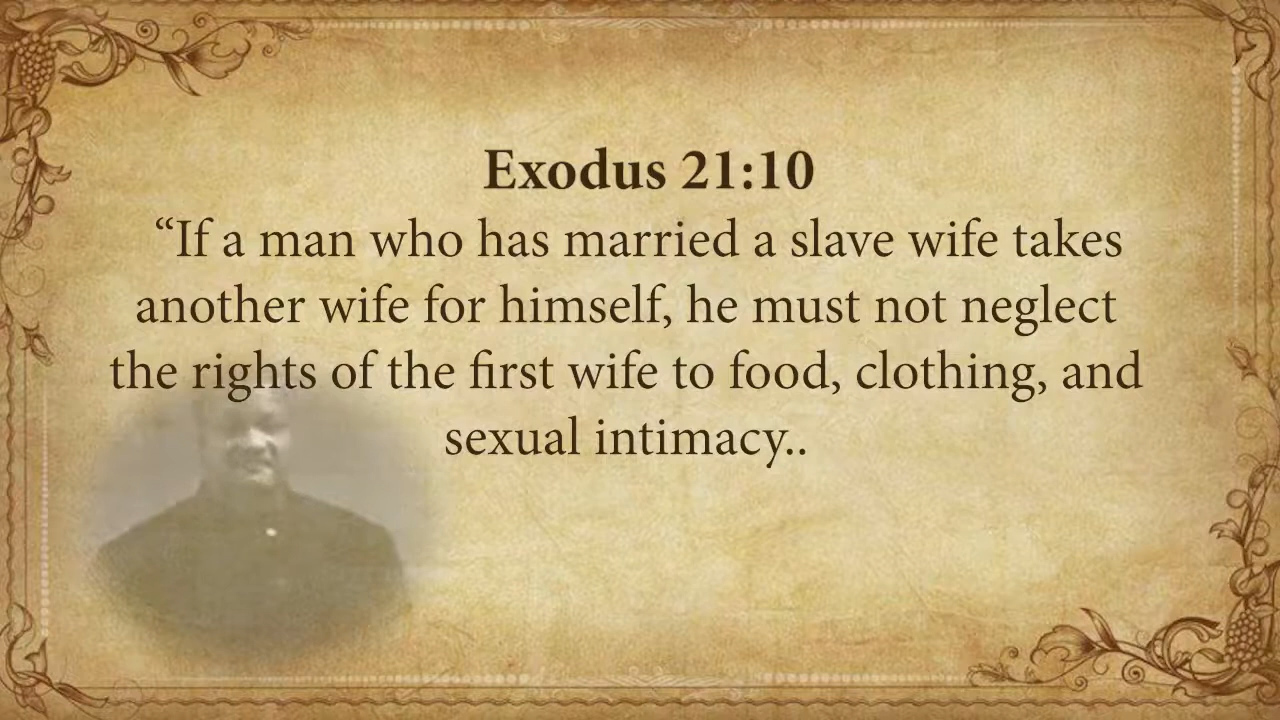 Exodus 21:10
“If a man who has married a slave wife takes
another wife for himself, he must not neglect
the rights of the first wife to food, clothing, and
sexual intimacy..